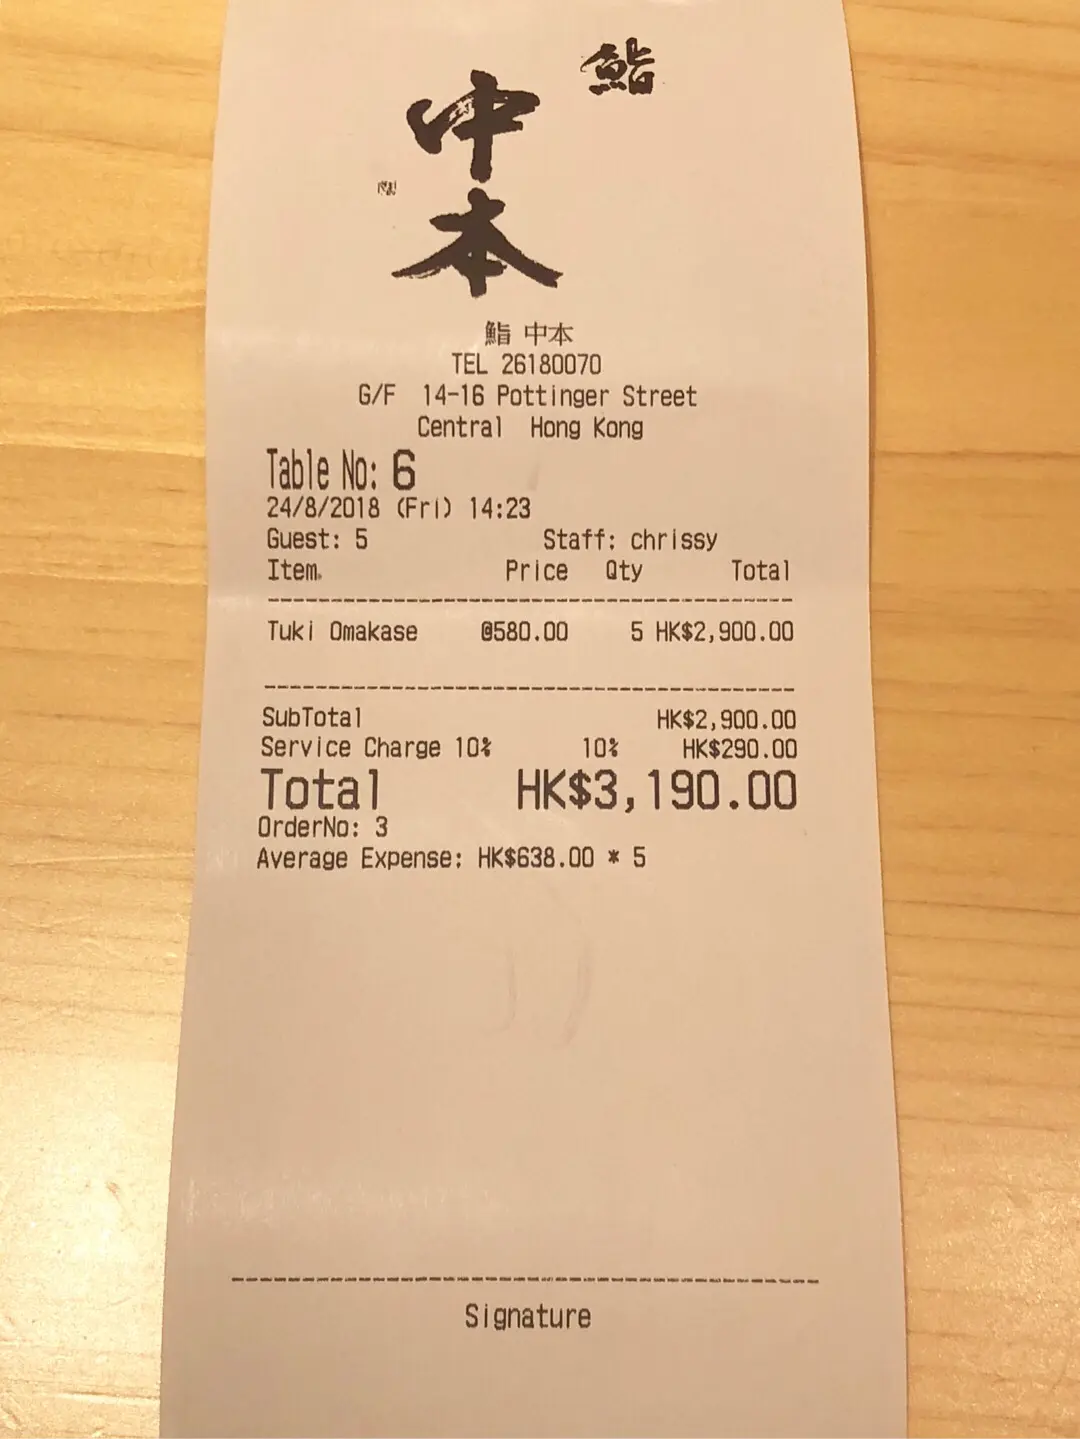 鮨
中
本
鮨 中本
TEL 26180070
G/F 14-16 Pottinger Street
Central Hong Kong
Table No: 6
24/8/2018 (Fri) 14:23
Guest: 5 Staff: chrissy
Item. Price Qty Total
Tuki Omakase @580.00 5 HK$2,900.00
SubTotal HK$2,900.00
Service Charge 10% 10% HK$290.00
Total HK$3,190.00
OrderNo: 3
Average Expense: HK$638.00 * 5
Signature